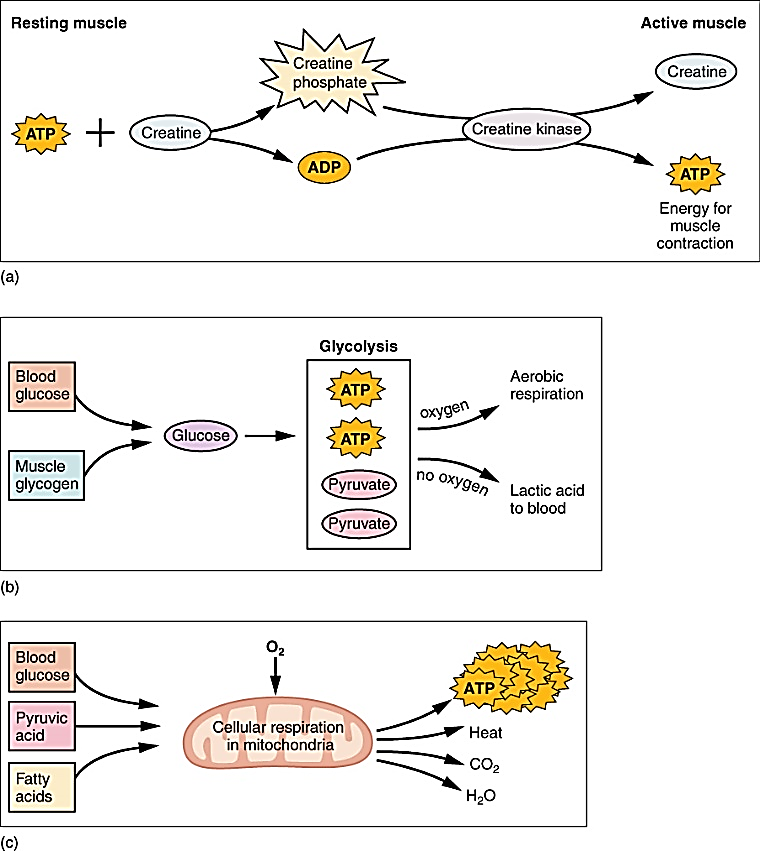 Resting muscle
Active muscle
Creatine
phosphate
Creatine
ATP
+
Creatine
Creatine kinase
ADP
ATP
Energy for
muscle
contraction
(a)
Glycolysis
Blood
glucose
ATP
Aerobic
respiration
oxygen
Glucose
ATP
Muscle
glycogen
Pyruvate
no oxygen
Lactic acid
to blood
Pyruvate
(b)
Blood
glucose
O₂
ATP
Pyruvic
acid
Cellular respiration
in mitochondria
Heat
CO₂
Fatty
acids
H₂O
(c)